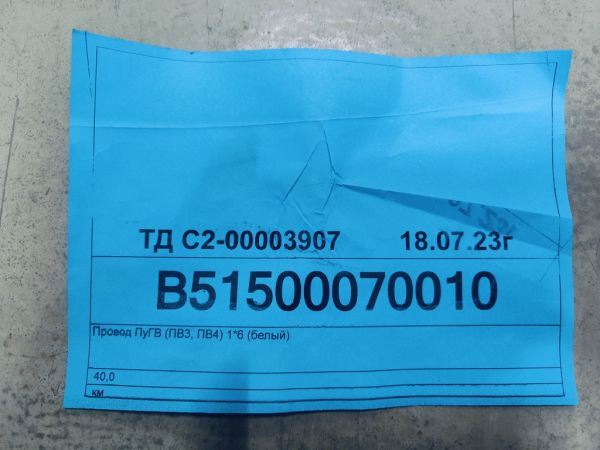 ТД С2-00003907 18.07.23г
В51500070010
Провод ПуГВ (ПВ3, ПВ4) 1*6 (белый)
40,0
км